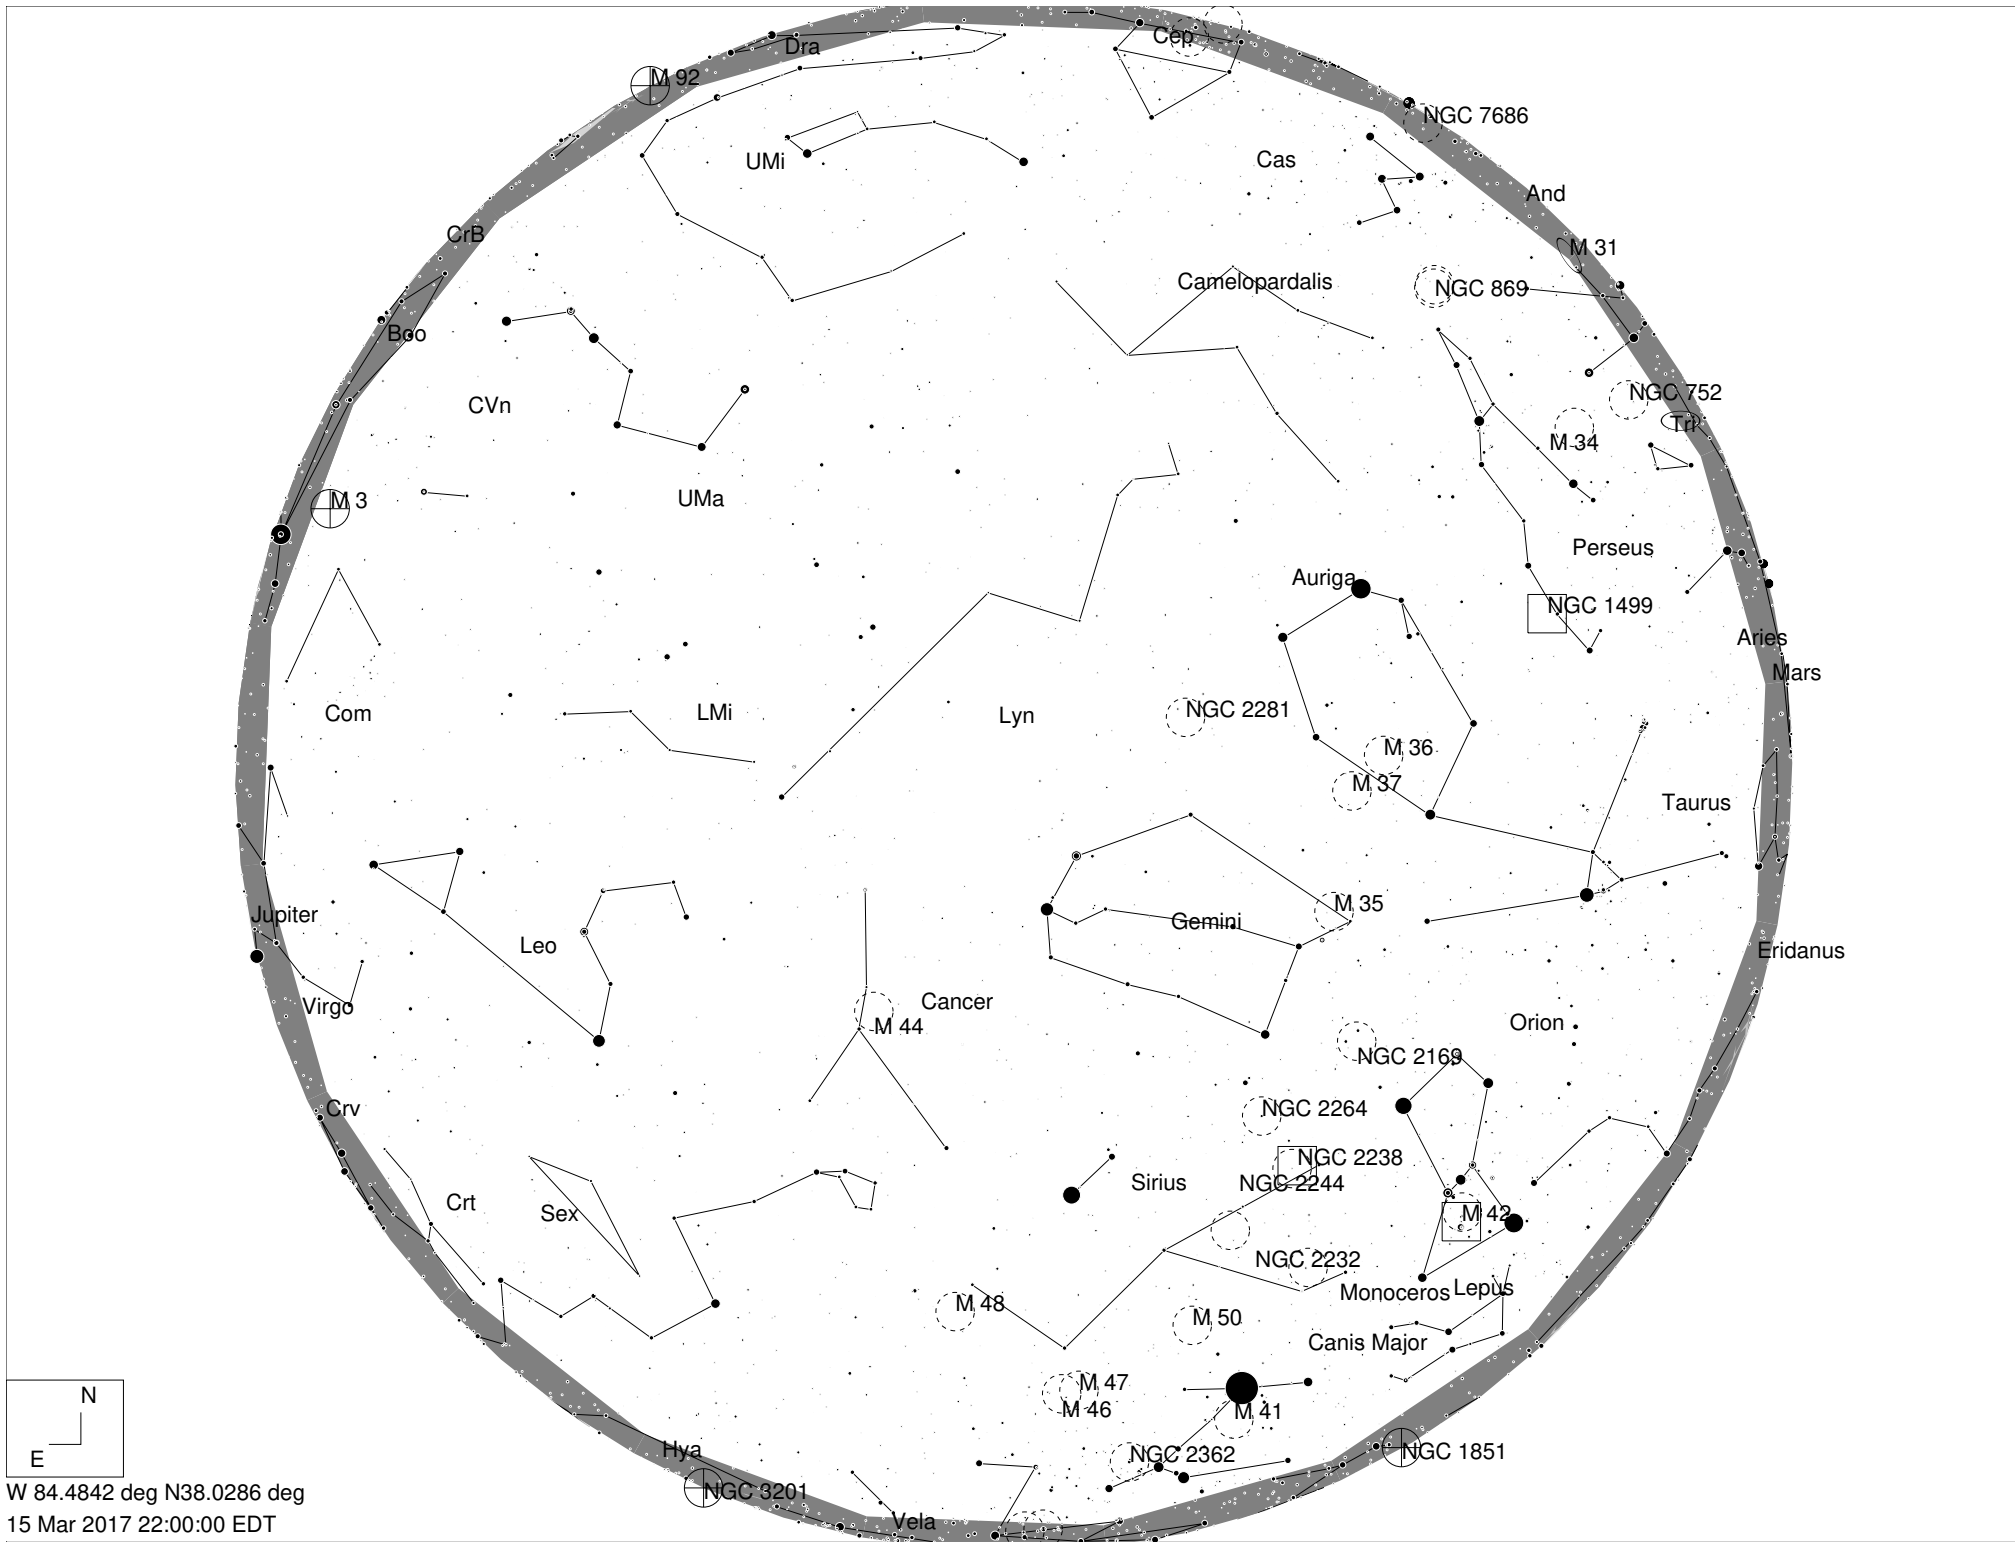 Dra
Cep
M 92
NGC 7686
UMi
Cas
And
CrB
M 31
Camelopardalis
NGC 869
Boo
CVn
NGC 752
Tri
M 34
UMa
M 3
Perseus
Auriga
NGC 1499
Aries
Mars
Com
LMi
Lyn
NGC 2281
M 36
M 37
Taurus
Jupiter
Leo
Gemini
M 35
Eridanus
Virgo
Cancer
M 44
Orion
NGC 2169
Crv
NGC 2264
NGC 2238
Sirius
NGC 2244
Crt
Sex
M 42
NGC 2232
Monoceros
Lepus
M 48
M 50
Canis Major
M 47
M 46
M 41
N
E
Hya
NGC 2362
NGC 1851
NGC 3201
Vela
W 84.4842 deg N38.0286 deg
15 Mar 2017 22:00:00 EDT